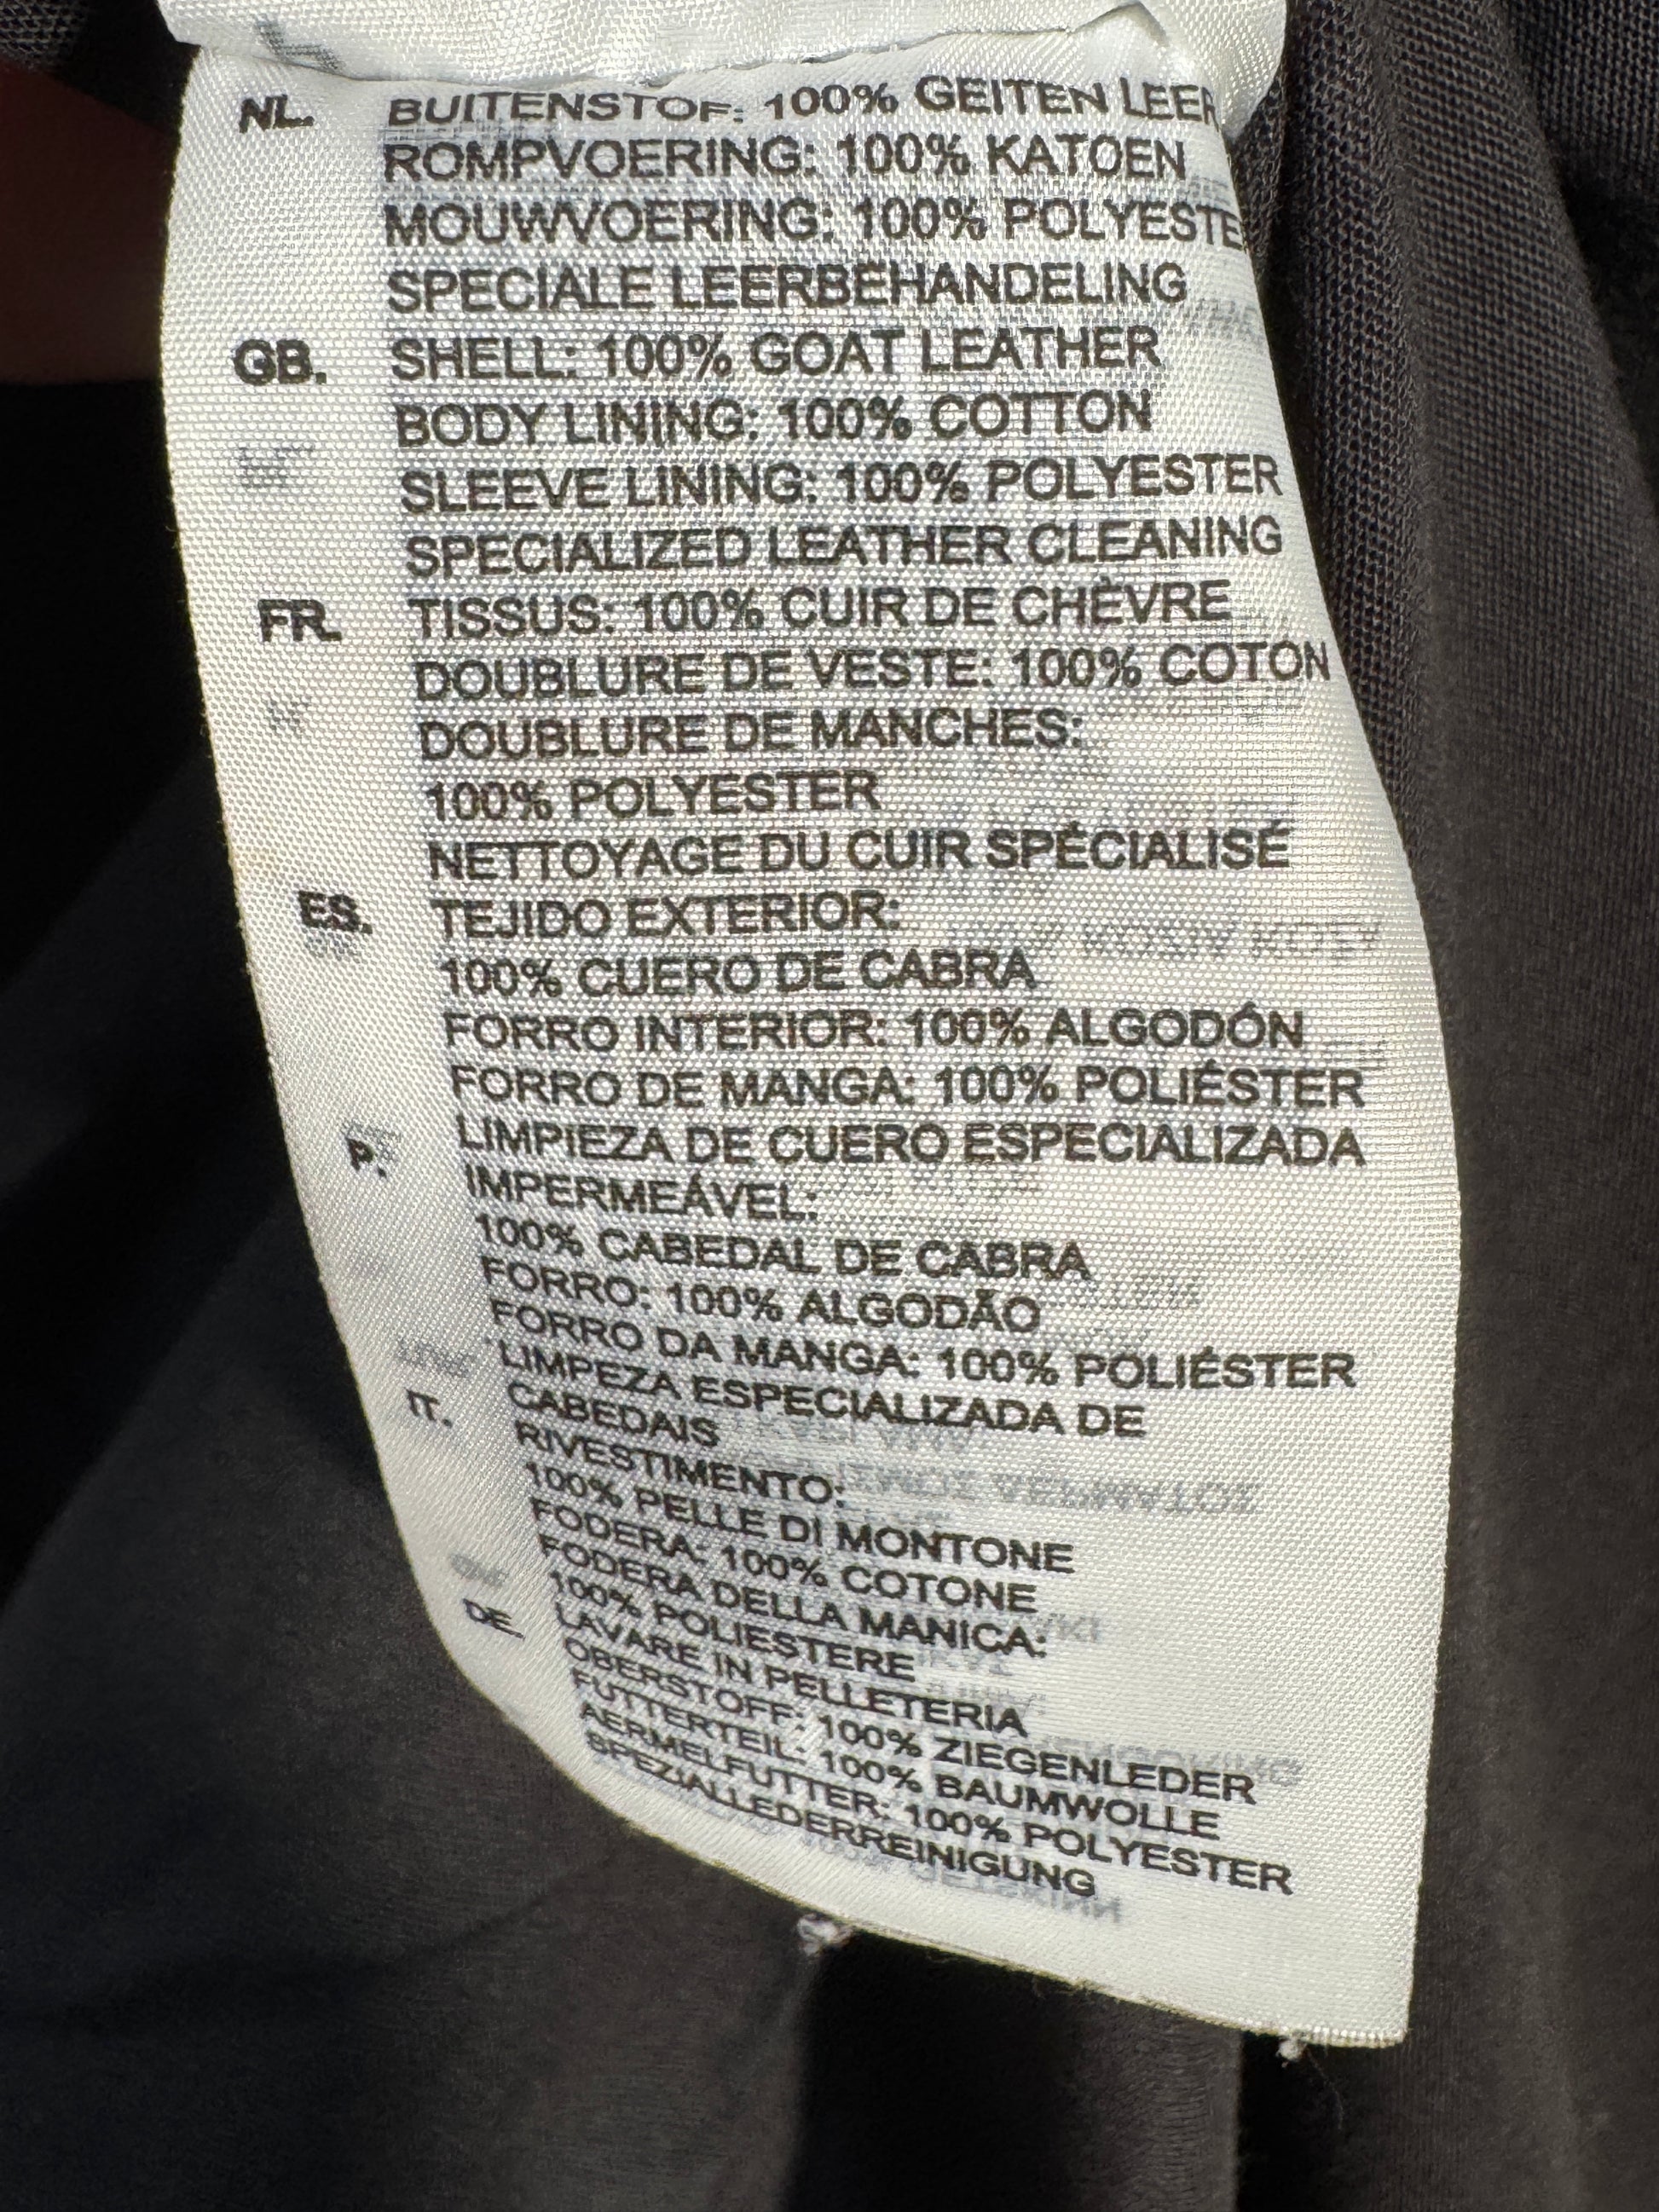 NL. BUITENSTOF: 100% GEITEN LEER
ROMPVOERING: 100% KATOEN
MOUWVOERING: 100% POLYESTE
SPECIALE LEERBEHANDELING
GB. SHELL: 100% GOAT LEATHER
BODY LINING: 100% COTTON
SLEEVE LINING: 100% POLYESTER
SPECIALIZED LEATHER CLEANING
FR. TISSUS: 100% CUIR DE CHÈVRE
DOUBLURE DE VESTE: 100% COTON
DOUBLURE DE MANCHES:
100% POLYESTER
NETTOYAGE DU CUIR SPÉCIALISÉ
ES. TEJIDO EXTERIOR:
100% CUERO DE CABRA
FORRO INTERIOR: 100% ALGODÓN
FORRO DE MANGA: 100% POLIÉSTER
LIMPIEZA DE CUERO ESPECIALIZADA
P. IMPERMEÁVEL:
100% CABEDAL DE CABRA
FORRO: 100% ALGODÃO
FORRO DA MANGA: 100% POLIÉSTER
LIMPEZA ESPECIALIZADA DE
CABEDAIS
IT. RIVESTIMENTO:
100% PELLE DI MONTONE
FODERA: 100% COTONE
FODERA DELLA MANICA:
100% POLIESTERE
LAVARE IN PELLETERIA
DE. OBERSTOFF: 100% ZIEGENLEDER
FUTTERTEIL: 100% BAUMWOLLE
AERMELFUTTER: 100% POLYESTER
SPEZIALLEDERREINIGUNG